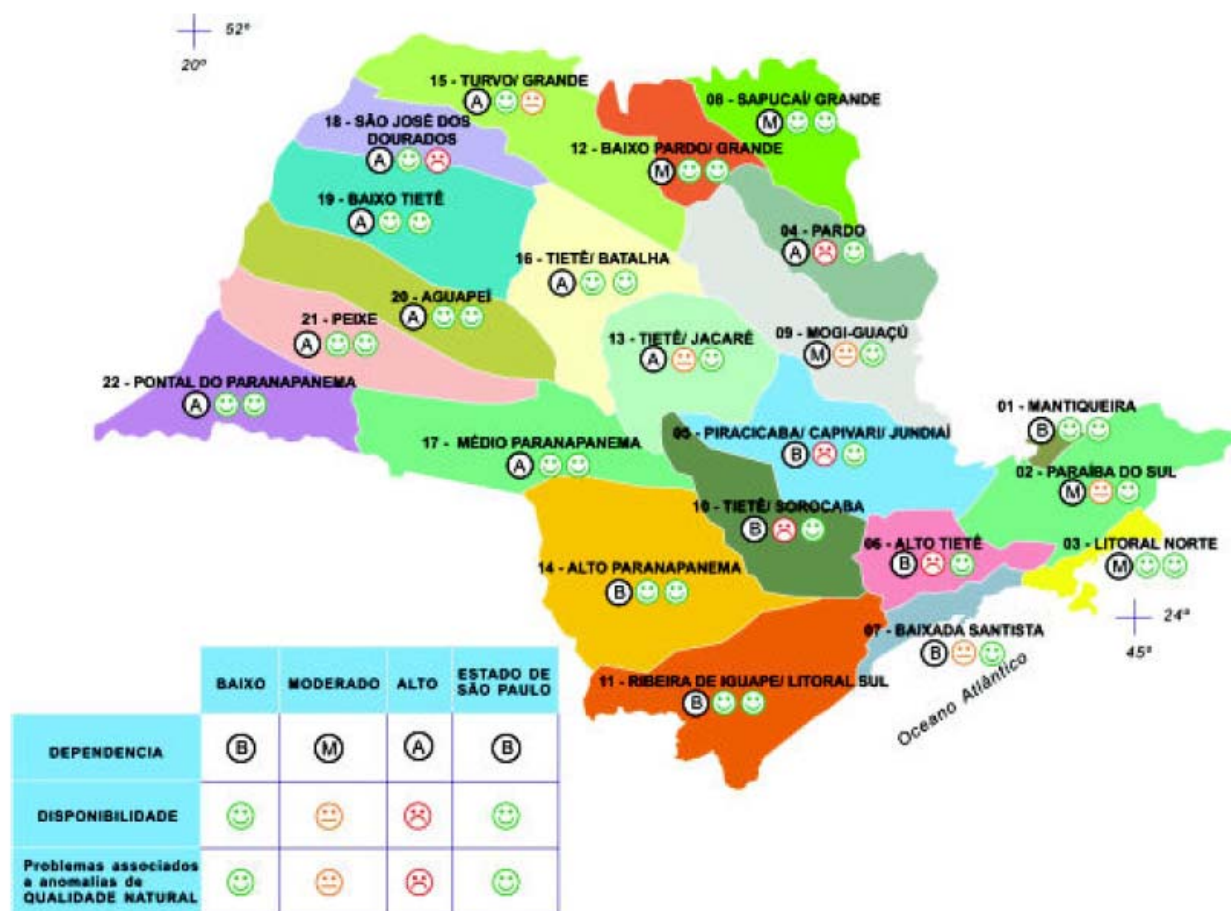 52º
20º
15 - TURVO/ GRANDE
A
08 - SAPUCAÍ/ GRANDE
M
18 - SÃO JOSÉ DOS
DOURADOS
A
12 - BAIXO PARDO/ GRANDE
M
19 - BAIXO TIETÊ
A
04 - PARDO
A
16 - TIETÊ/ BATALHA
A
20 - AGUAPEÍ
A
21 - PEIXE
A
13 - TIETÊ/ JACARÉ
A
09 - MOGI-GUAÇÚ
M
22 - PONTAL DO PARANAPANEMA
A
01 - MANTIQUEIRA
B
17 - MÉDIO PARANAPANEMA
A
05 - PIRACICABA/ CAPIVARI/ JUNDIAÍ
B
02 - PARAÍBA DO SUL
M
10 - TIETÊ/ SOROCABA
B
06 - ALTO TIETÊ
B
03 - LITORAL NORTE
M
14 - ALTO PARANAPANEMA
B
24º
45º
07 - BAIXADA SANTISTA
B
11 - RIBEIRA DE IGUAPE/ LITORAL SUL
B
Oceano Atlântico
BAIXO MODERADO ALTO ESTADO DE
SÃO PAULO
DEPENDENCIA B M A B
DISPONIBILIDADE
Problemas associados
a anomalias de
QUALIDADE NATURAL